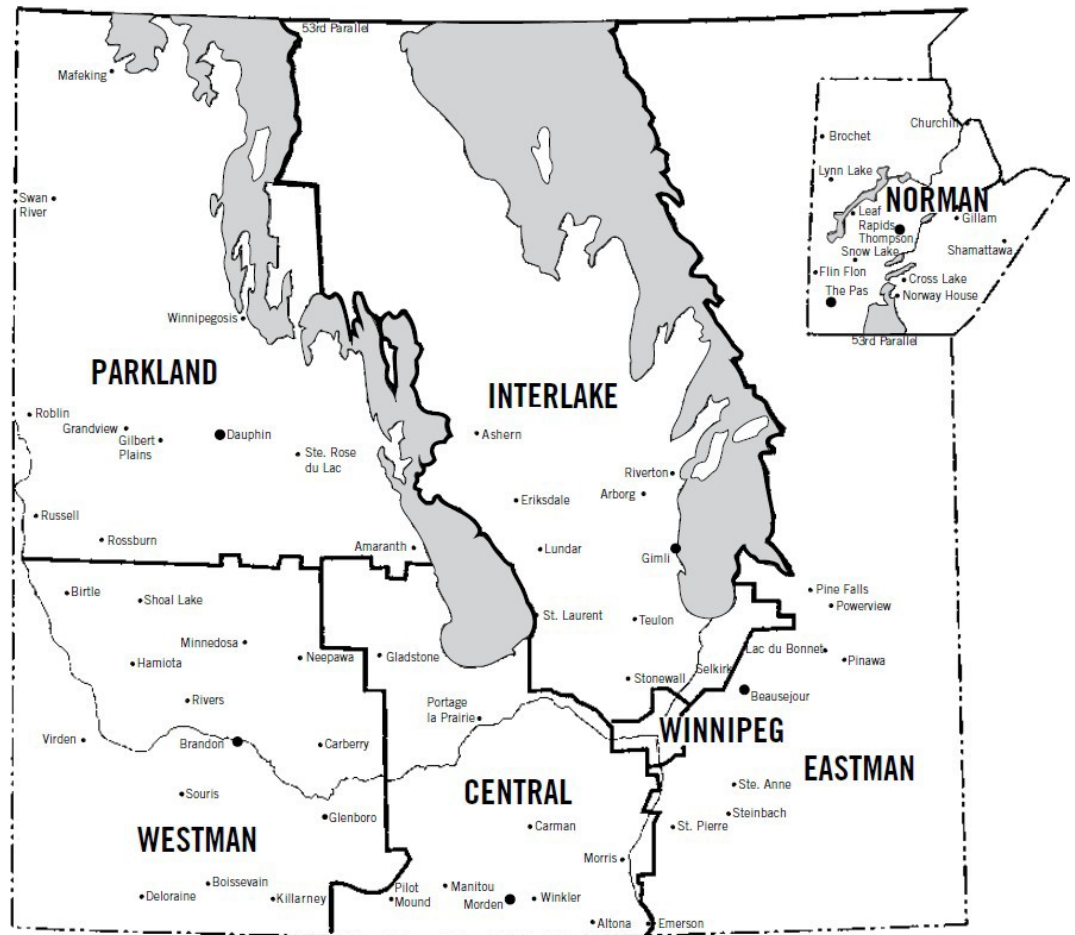 53rd Parallel
Mafeking
Churchill
Brochet
Lynn Lake
NORMAN
Swan
River
Leaf
Rapids
Gillam
Thompson
Snow Lake
Shamattawa
Flin Flon
Cross Lake
The Pas
Norway House
53rd Parallel
Winnipegosis
PARKLAND
INTERLAKE
Roblin
Grandview
Gilbert
Plains
Dauphin
Ste. Rose
du Lac
Ashern
Riverton
Arborg
Eriksdale
Russell
Rossburn
Amaranth
Lundar
Gimli
Birtle
Shoal Lake
Pine Falls
Powerview
St. Laurent
Teulon
Minnedosa
Hamiota
Neepawa
Gladstone
Lac du Bonnet
Pinawa
Selkirk
Stonewall
Beausejour
Rivers
Portage
la Prairie
WINNIPEG
Virden
Brandon
Carberry
EASTMAN
CENTRAL
Souris
Ste. Anne
Glenboro
Steinbach
Carman
St. Pierre
WESTMAN
Morris
Boissevain
Deloraine
Killarney
Pilot
Mound
Manitou
Morden
Winkler
Altona
Emerson